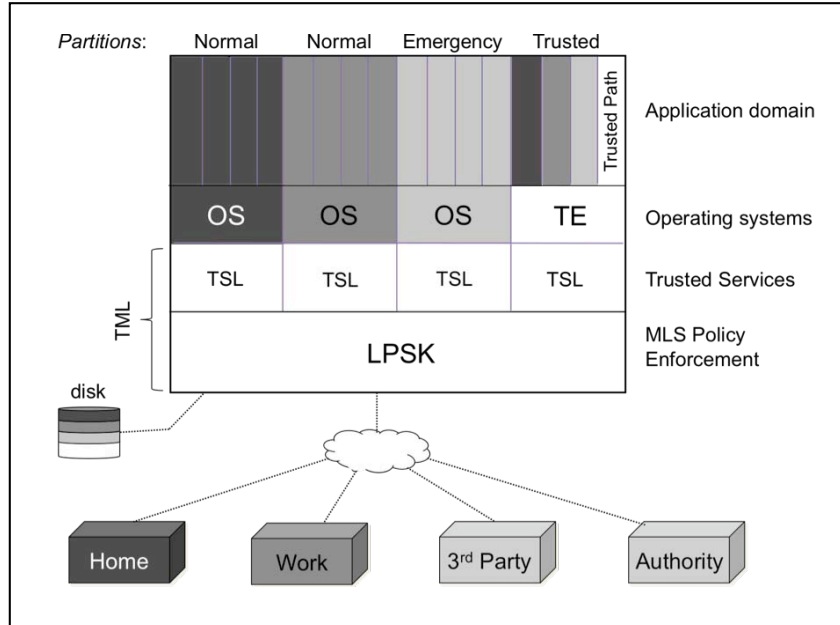 Partitions: Normal Normal Emergency Trusted
Trusted Path
Application domain
OS OS OS TE Operating systems
TSL TSL TSL TSL Trusted Services
TML
LPSK
MLS Policy
Enforcement
disk
Home Work 3rd Party Authority